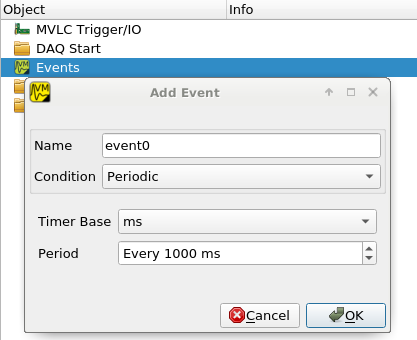 Object Info
MVLC Trigger/IO
DAQ Start
Events
Add Event
Name event0
Condition Periodic
Timer Base ms
Period Every 1000 ms
Cancel OK